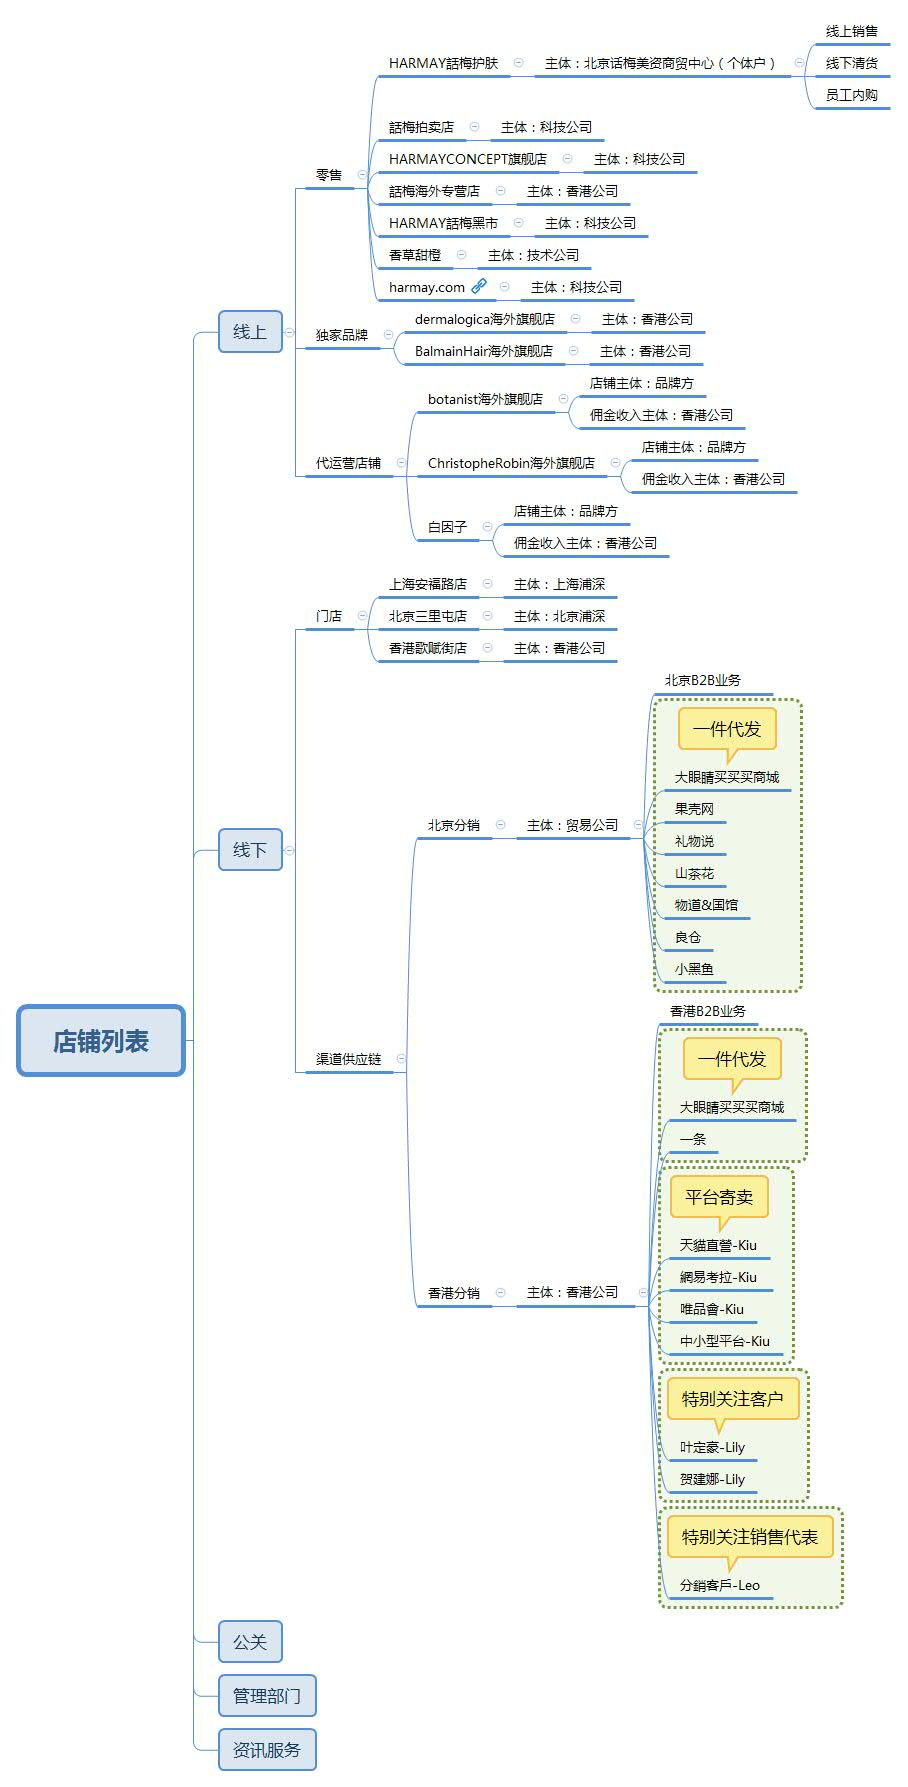 店铺列表
线上
零售
HARMAY話梅护肤
主体：北京话梅美资商贸中心（个体户）
线上销售
线下清货
员工内购
話梅拍卖店
主体：科技公司
HARMAYCONCEPT旗舰店
主体：科技公司
話梅海外专营店
主体：香港公司
HARMAY話梅黑市
主体：科技公司
香草甜橙
主体：技术公司
harmay.com
主体：科技公司
独家品牌
dermalogica海外旗舰店
主体：香港公司
BalmainHair海外旗舰店
主体：香港公司
代运营店铺
botanist海外旗舰店
店铺主体：品牌方
佣金收入主体：香港公司
ChristopheRobin海外旗舰店
店铺主体：品牌方
佣金收入主体：香港公司
白因子
店铺主体：品牌方
佣金收入主体：香港公司
线下
门店
上海安福路店
主体：上海浦深
北京三里屯店
主体：北京浦深
香港歌赋街店
主体：香港公司
渠道供应链
北京分销
主体：贸易公司
北京B2B业务
一件代发
大眼睛买买买商城
果壳网
礼物说
山茶花
物道&国馆
良仓
小黑鱼
香港分销
主体：香港公司
香港B2B业务
一件代发
大眼睛买买买商城
一条
平台寄卖
天貓直營-Kiu
網易考拉-Kiu
唯品會-Kiu
中小型平台-Kiu
特别关注客户
叶定豪-Lily
贺建娜-Lily
特别关注销售代表
分銷客戶-Leo
公关
管理部门
资讯服务